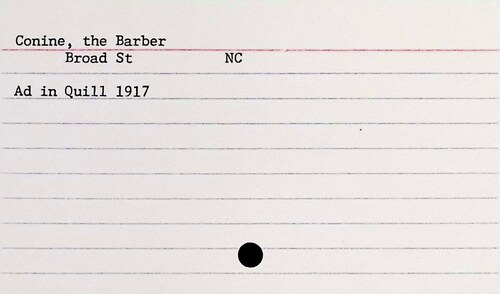 Conine, the Barber
Broad St NC
Ad in Quill 1917